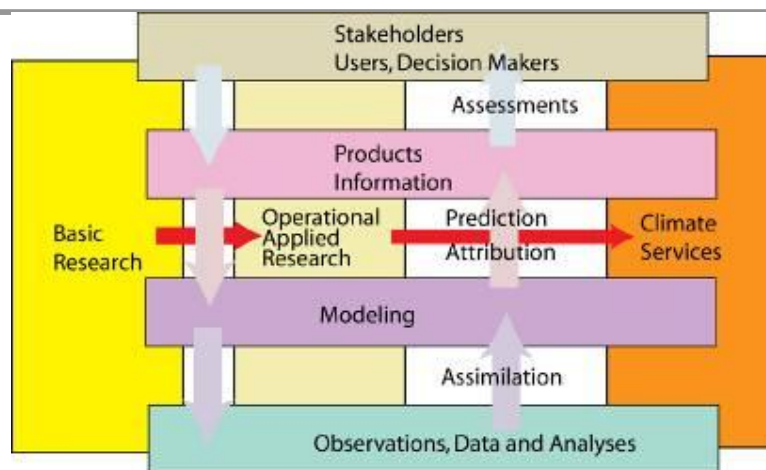 Stakeholders
Users, Decision Makers
Assessments
Products
Information
Basic
Research
Operational
Applied
Research
Prediction
Attribution
Climate
Services
Modeling
Assimilation
Observations, Data and Analyses